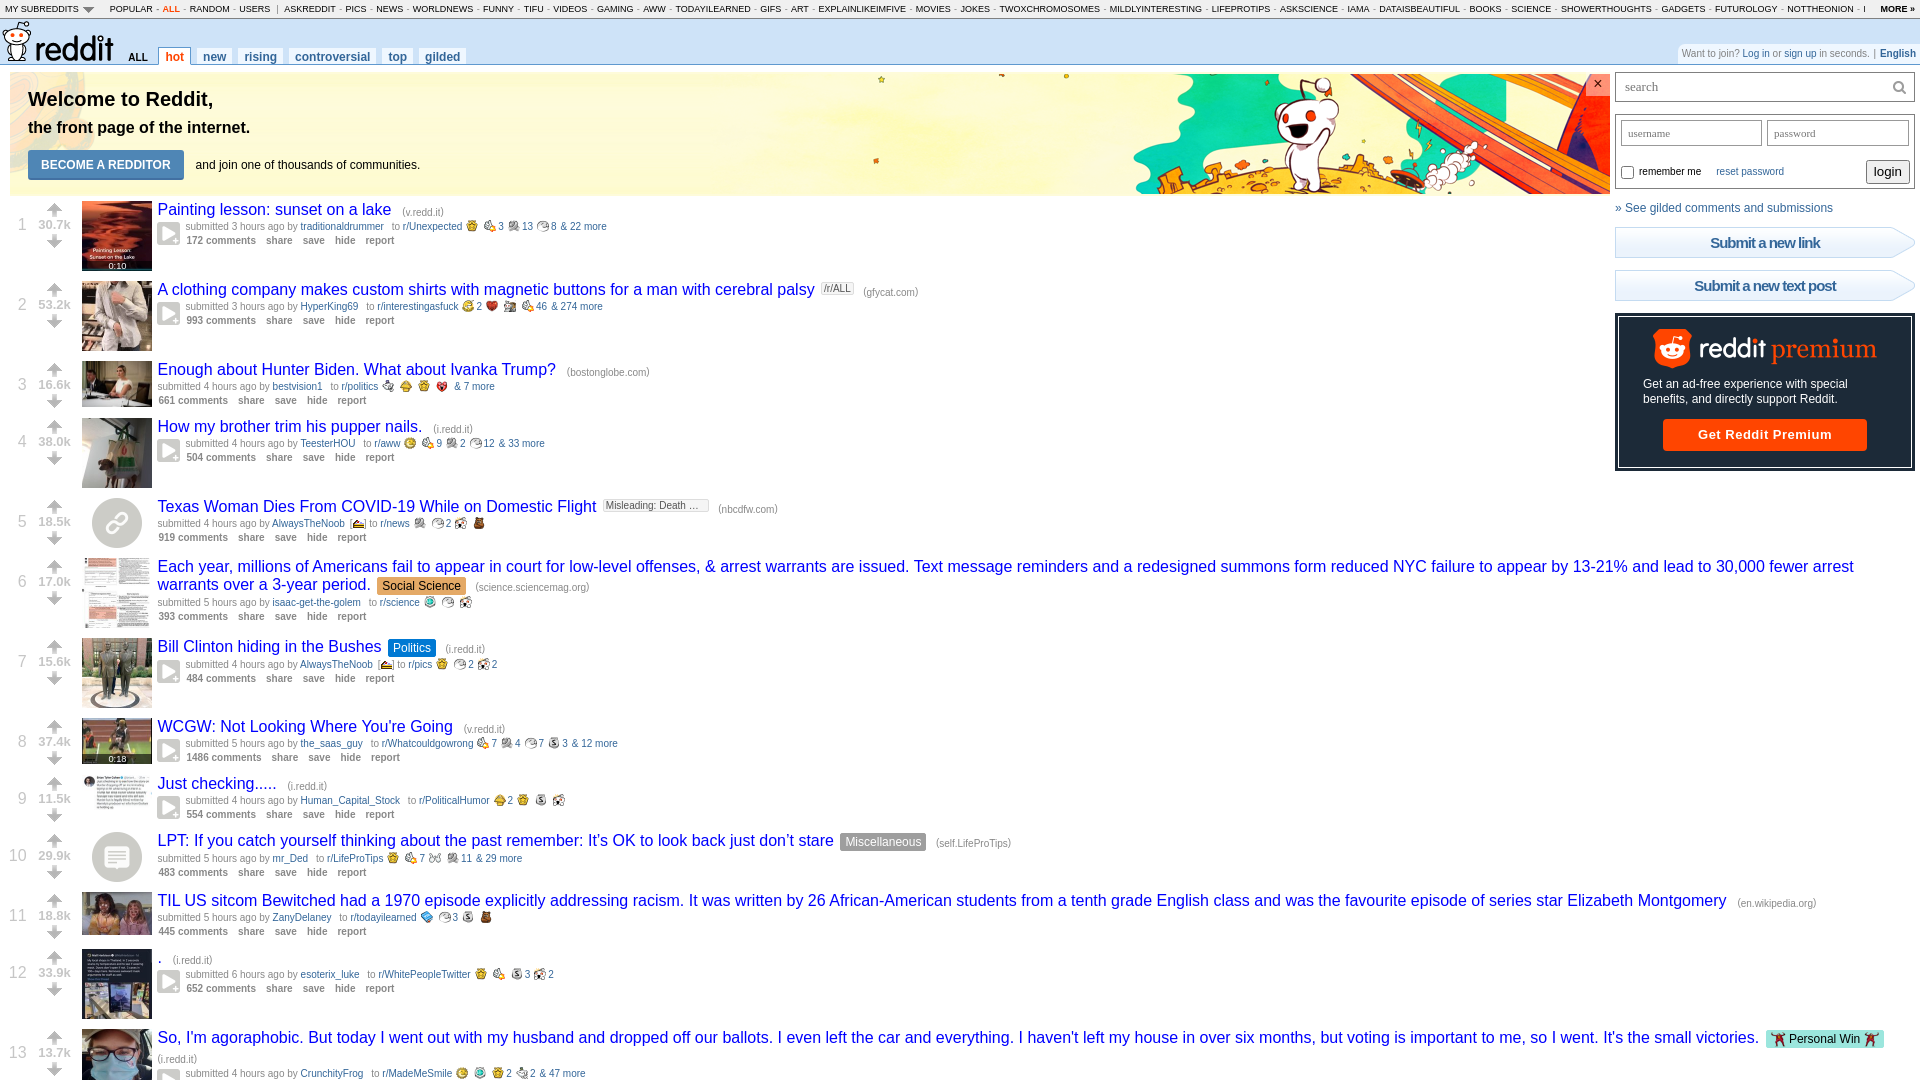 MY SUBREDDITS POPULAR - ALL - RANDOM - USERS | ASKREDDIT - PICS - NEWS - WORLDNEWS - FUNNY - TIFU - VIDEOS - GAMING - AWW - TODAYILEARNED - GIFS - ART - EXPLAINLIKEIMFIVE - MOVIES - JOKES - TWOXCHROMOSOMES - MILDLYINTERESTING - LIFEPROTIPS - ASKSCIENCE - IAMA - DATAISBEAUTIFUL - BOOKS - SCIENCE - SHOWERTHOUGHTS - GADGETS - FUTUROLOGY - NOTTHEONION - MORE »
reddit ALL hot new rising controversial top gilded
Want to join? Log in or sign up in seconds. | English
Welcome to Reddit,
the front page of the internet.
BECOME A REDDITOR and join one of thousands of communities.
×
search
username password
remember me reset password login
» See gilded comments and submissions
Submit a new link
Submit a new text post
reddit premium
Get an ad-free experience with special
benefits, and directly support Reddit.
Get Reddit Premium
1 30.7k
Painting Lesson:
Sunset on the Lake
0:10
Painting lesson: sunset on a lake (v.redd.it)
submitted 3 hours ago by traditionaldrummer to r/Unexpected 3 13 8 & 22 more
172 comments share save hide report
2 53.2k
A clothing company makes custom shirts with magnetic buttons for a man with cerebral palsy /r/ALL (gfycat.com)
submitted 3 hours ago by HyperKing69 to r/interestingasfuck 2 46 & 274 more
993 comments share save hide report
3 16.6k
Enough about Hunter Biden. What about Ivanka Trump? (bostonglobe.com)
submitted 4 hours ago by bestvision1 to r/politics & 7 more
661 comments share save hide report
4 38.0k
How my brother trim his pupper nails. (i.redd.it)
submitted 4 hours ago by TeesterHOU to r/aww 9 2 12 & 33 more
504 comments share save hide report
5 18.5k
Texas Woman Dies From COVID-19 While on Domestic Flight Misleading: Death … (nbcdfw.com)
submitted 4 hours ago by AlwaysTheNoob [] to r/news 2
919 comments share save hide report
6 17.0k
Each year, millions of Americans fail to appear in court for low-level offenses, & arrest warrants are issued. Text message reminders and a redesigned summons form reduced NYC failure to appear by 13-21% and lead to 30,000 fewer arrest
warrants over a 3-year period. Social Science (science.sciencemag.org)
submitted 5 hours ago by isaac-get-the-golem to r/science
393 comments share save hide report
7 15.6k
Bill Clinton hiding in the Bushes Politics (i.redd.it)
submitted 4 hours ago by AlwaysTheNoob [] to r/pics 2 2
484 comments share save hide report
8 37.4k
0:18
WCGW: Not Looking Where You're Going (v.redd.it)
submitted 5 hours ago by the_saas_guy to r/Whatcouldgowrong 7 4 7 3 & 12 more
1486 comments share save hide report
9 11.5k
Just checking..... (i.redd.it)
submitted 4 hours ago by Human_Capital_Stock to r/PoliticalHumor 2
554 comments share save hide report
10 29.9k
LPT: If you catch yourself thinking about the past remember: It’s OK to look back just don’t stare Miscellaneous (self.LifeProTips)
submitted 5 hours ago by mr_Ded to r/LifeProTips 7 11 & 29 more
483 comments share save hide report
11 18.8k
TIL US sitcom Bewitched had a 1970 episode explicitly addressing racism. It was written by 26 African-American students from a tenth grade English class and was the favourite episode of series star Elizabeth Montgomery (en.wikipedia.org)
submitted 5 hours ago by ZanyDelaney to r/todayilearned 3
445 comments share save hide report
12 33.9k
. (i.redd.it)
submitted 6 hours ago by esoterix_luke to r/WhitePeopleTwitter 3 2
652 comments share save hide report
13 13.7k
So, I'm agoraphobic. But today I went out with my husband and dropped off our ballots. I even left the car and everything. I haven't left my house in over six months, but voting is important to me, so I went. It's the small victories. Personal Win
(i.redd.it)
submitted 4 hours ago by CrunchityFrog to r/MadeMeSmile 2 2 & 47 more